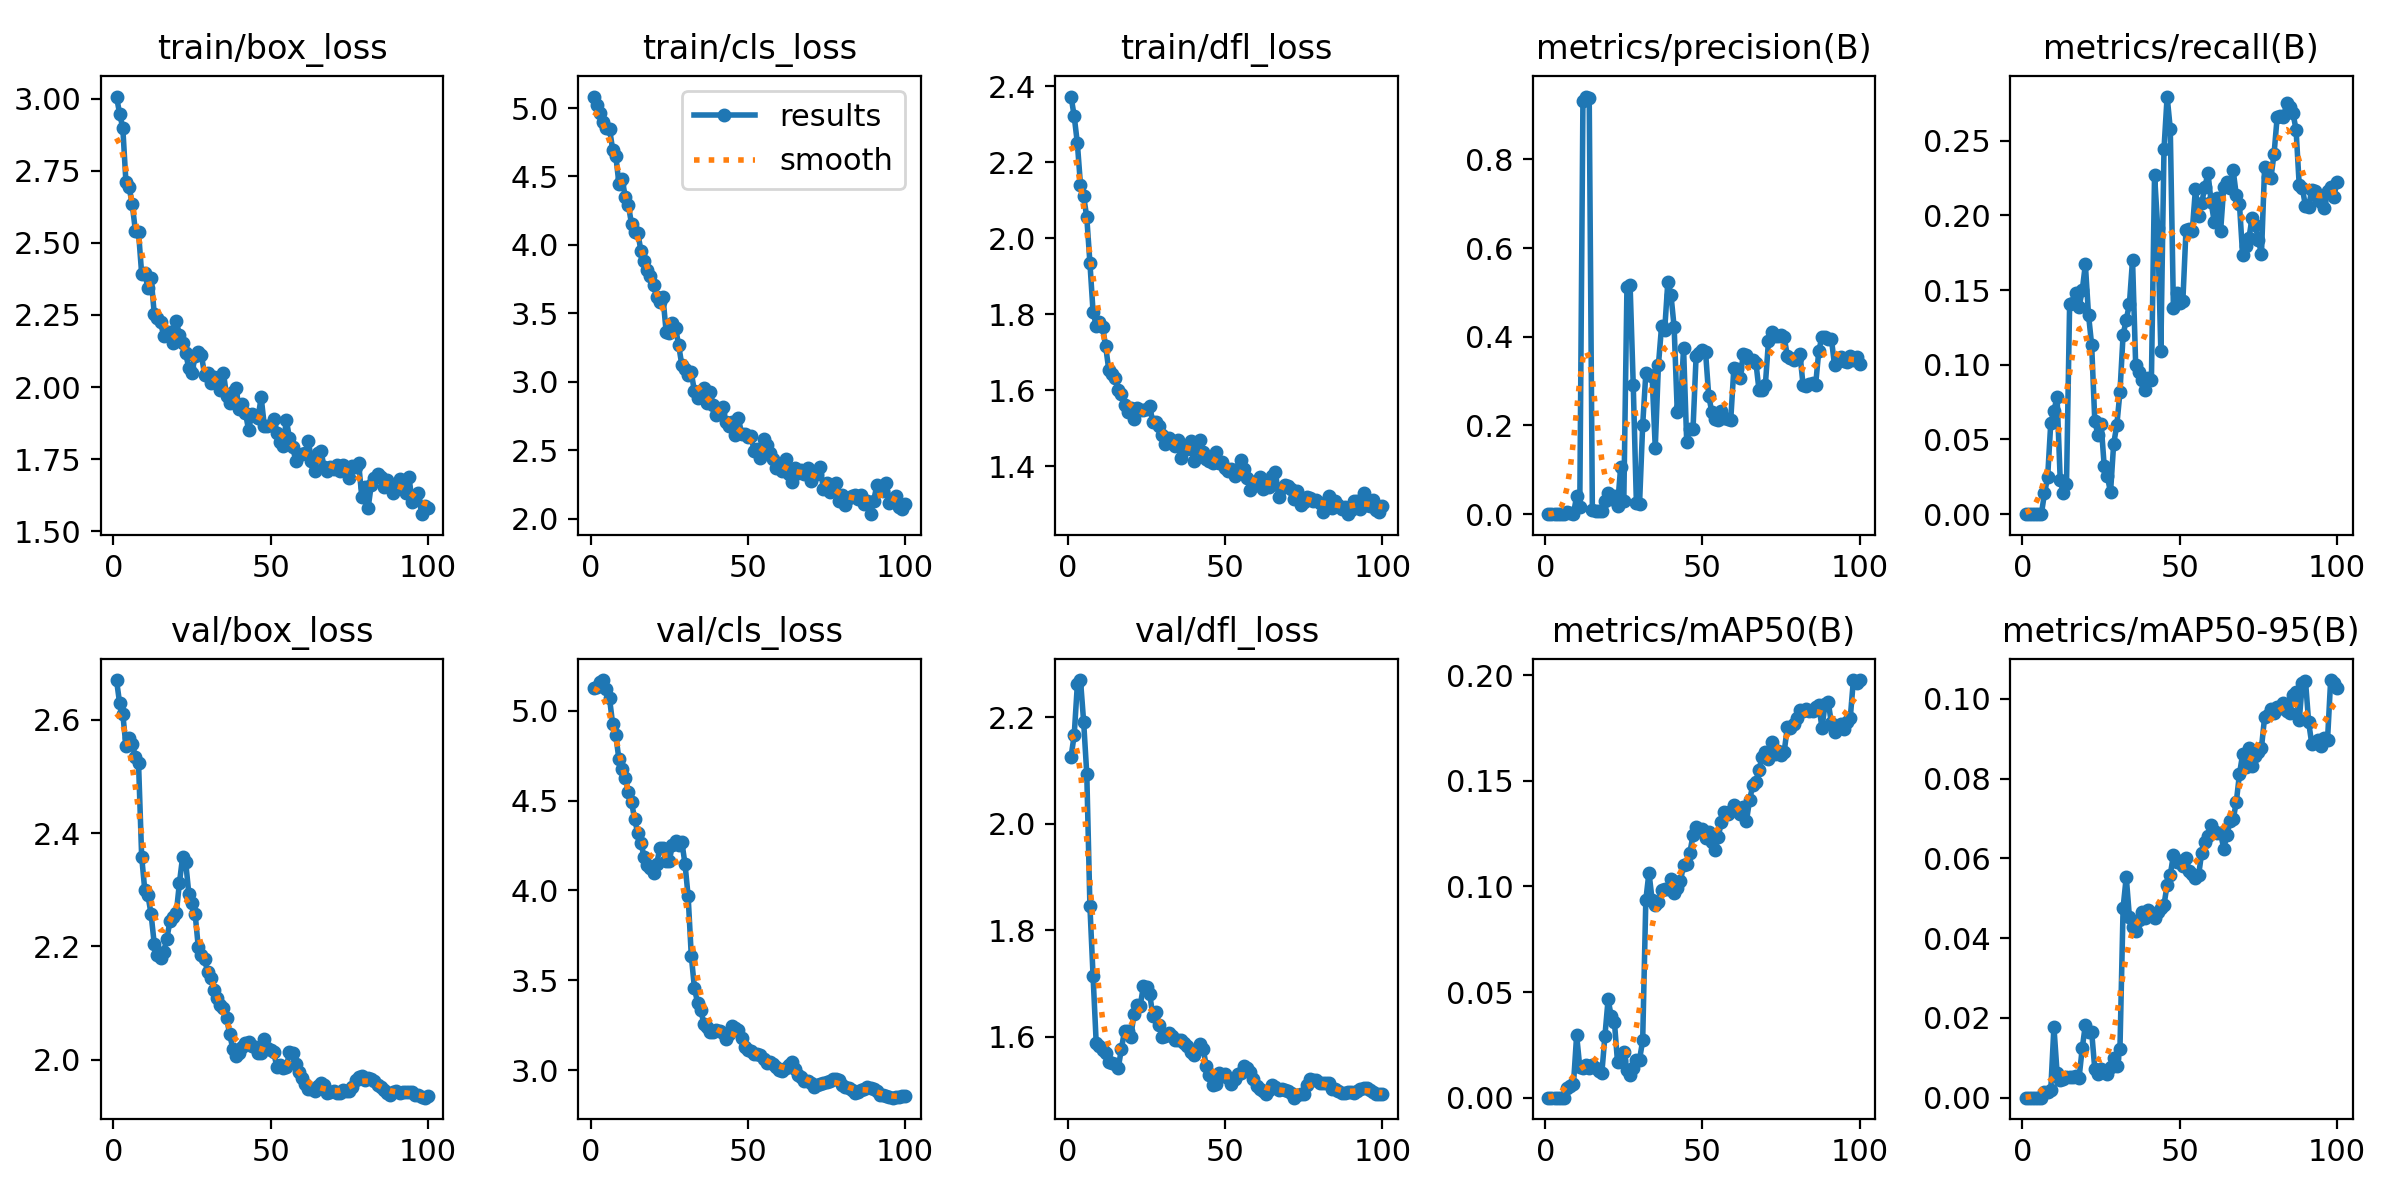 train/box_loss
3.00
2.75
2.50
2.25
2.00
1.75
1.50
0 50 100
train/cls_loss
results
smooth
5.0
4.5
4.0
3.5
3.0
2.5
2.0
0 50 100
train/dfl_loss
2.4
2.2
2.0
1.8
1.6
1.4
0 50 100
metrics/precision(B)
0.8
0.6
0.4
0.2
0.0
0 50 100
metrics/recall(B)
0.25
0.20
0.15
0.10
0.05
0.00
0 50 100
val/box_loss
2.6
2.4
2.2
2.0
0 50 100
val/cls_loss
5.0
4.5
4.0
3.5
3.0
0 50 100
val/dfl_loss
2.2
2.0
1.8
1.6
0 50 100
metrics/mAP50(B)
0.20
0.15
0.10
0.05
0.00
0 50 100
metrics/mAP50-95(B)
0.10
0.08
0.06
0.04
0.02
0.00
0 50 100